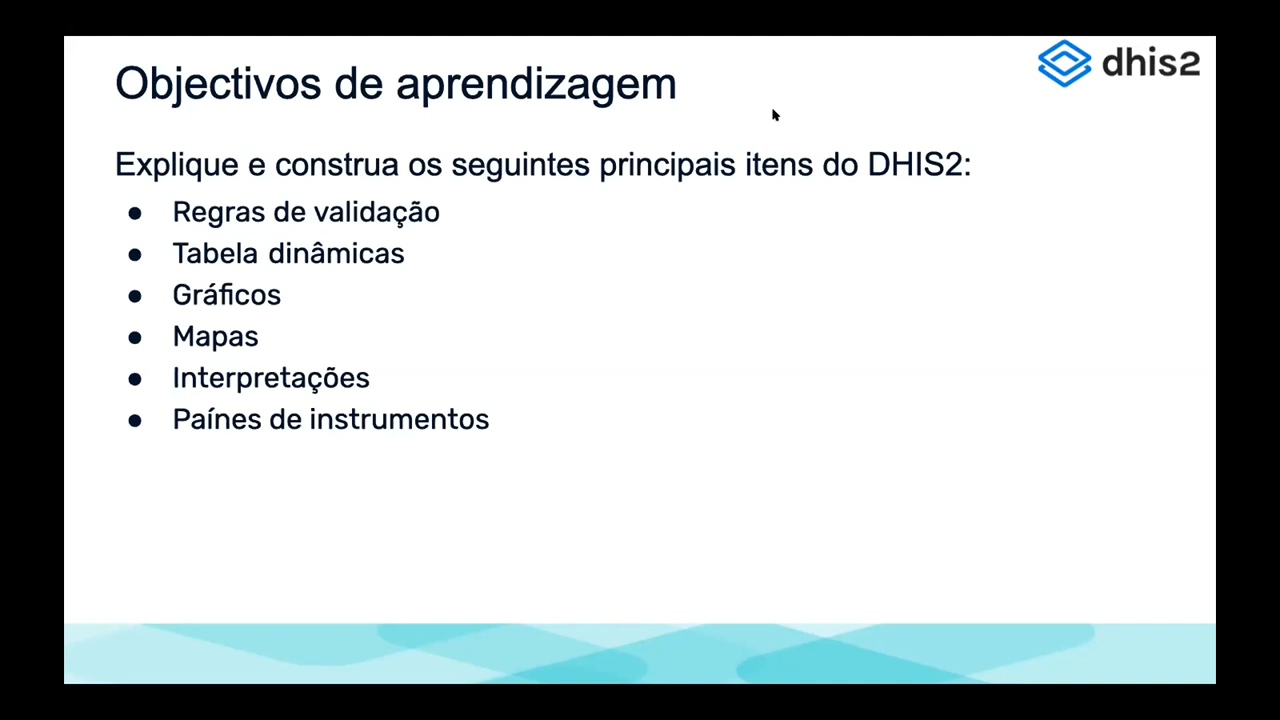 dhis2
Objectivos de aprendizagem
Explique e construa os seguintes principais itens do DHIS2:
● Regras de validação
● Tabela dinâmicas
● Gráficos
● Mapas
● Interpretações
● Paínes de instrumentos